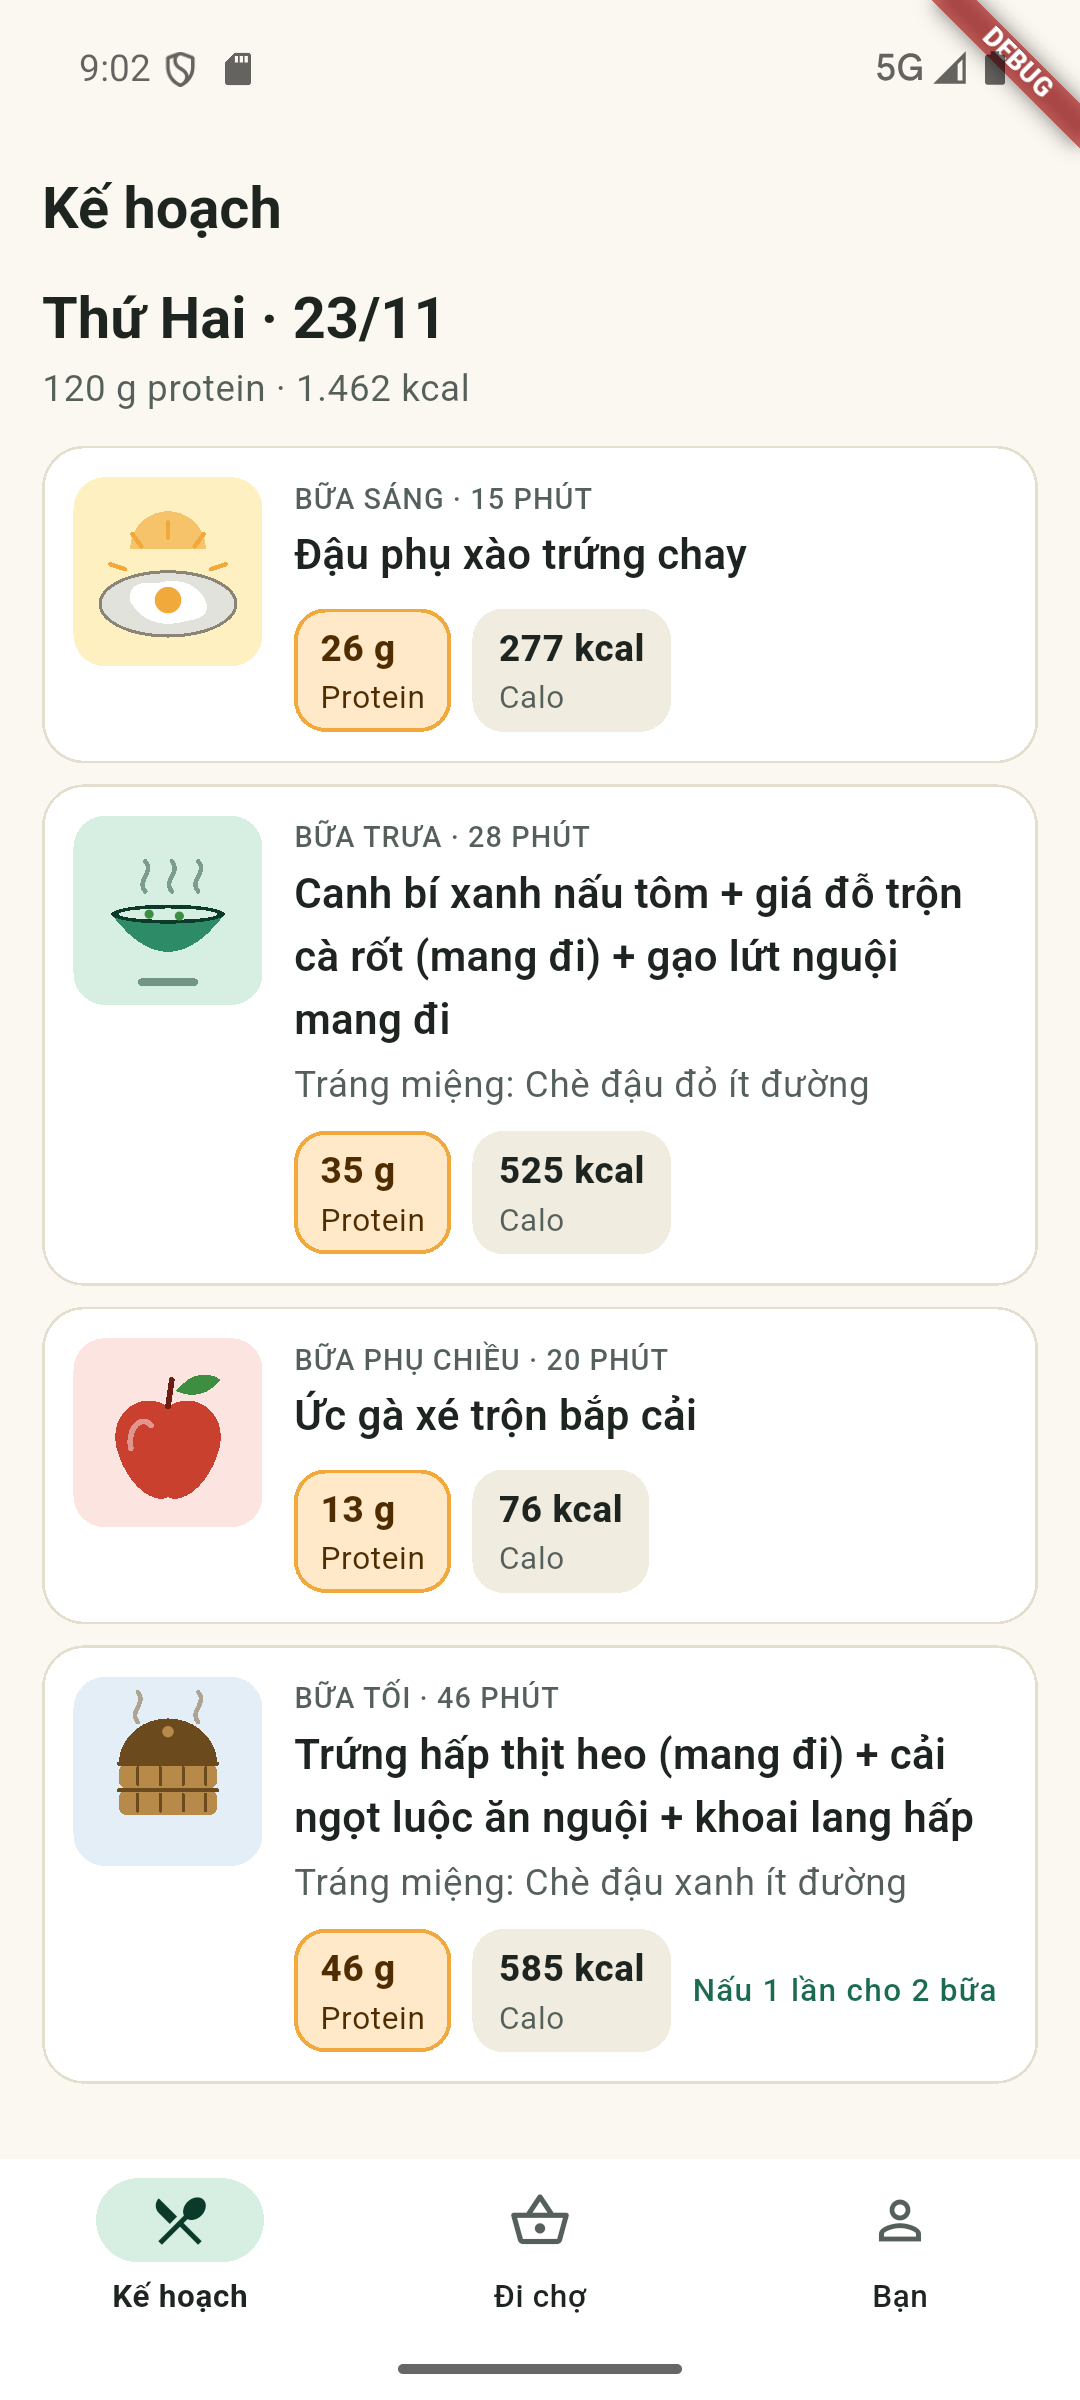 9:02
5G
DEBUG
Kế hoạch
Thứ Hai · 23/11
120 g protein · 1.462 kcal
BỮA SÁNG · 15 PHÚT
Đậu phụ xào trứng chay
26 g
Protein
277 kcal
Calo
BỮA TRƯA · 28 PHÚT
Canh bí xanh nấu tôm + giá đỗ trộn
cà rốt (mang đi) + gạo lứt nguội
mang đi
Tráng miệng: Chè đậu đỏ ít đường
35 g
Protein
525 kcal
Calo
BỮA PHỤ CHIỀU · 20 PHÚT
Ức gà xé trộn bắp cải
13 g
Protein
76 kcal
Calo
BỮA TỐI · 46 PHÚT
Trứng hấp thịt heo (mang đi) + cải
ngọt luộc ăn nguội + khoai lang hấp
Tráng miệng: Chè đậu xanh ít đường
46 g
Protein
585 kcal
Calo
Nấu 1 lần cho 2 bữa
Kế hoạch
Đi chợ
Bạn